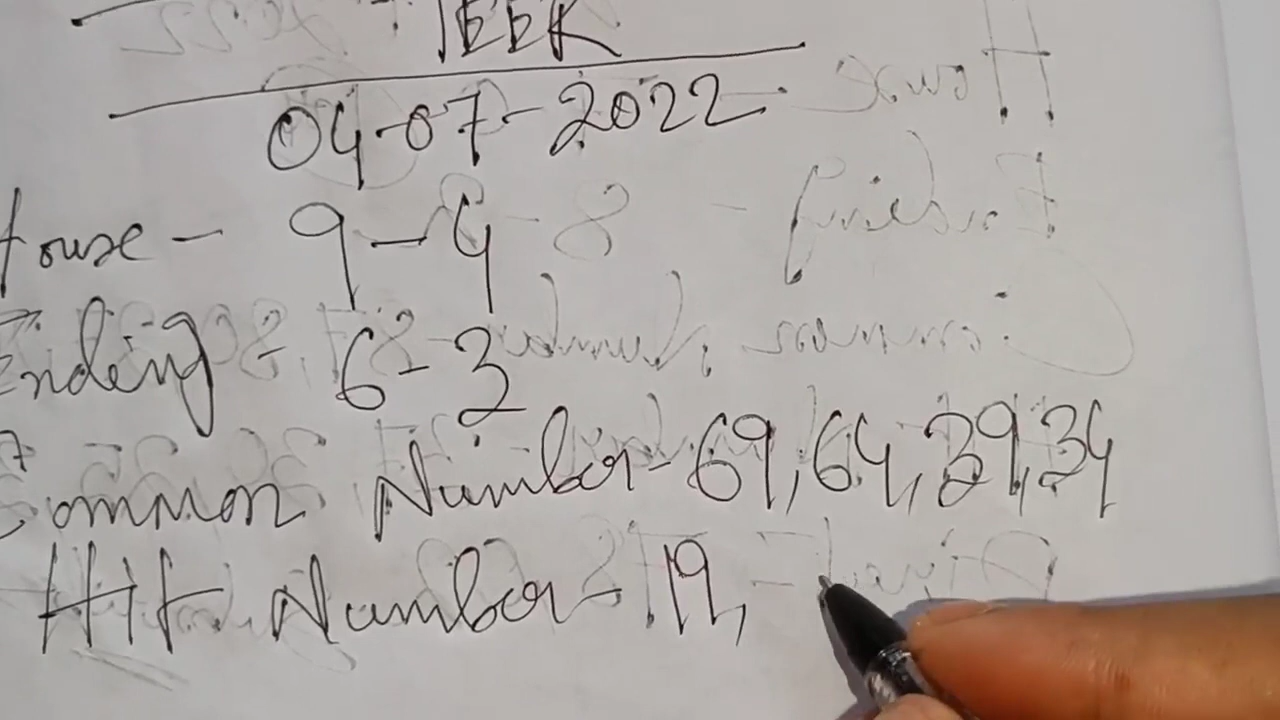 TEER
04-07-2022
House - 9-4
Ending - 6-3
Common Number - 69, 64, 39, 34
Hit Number - 19,